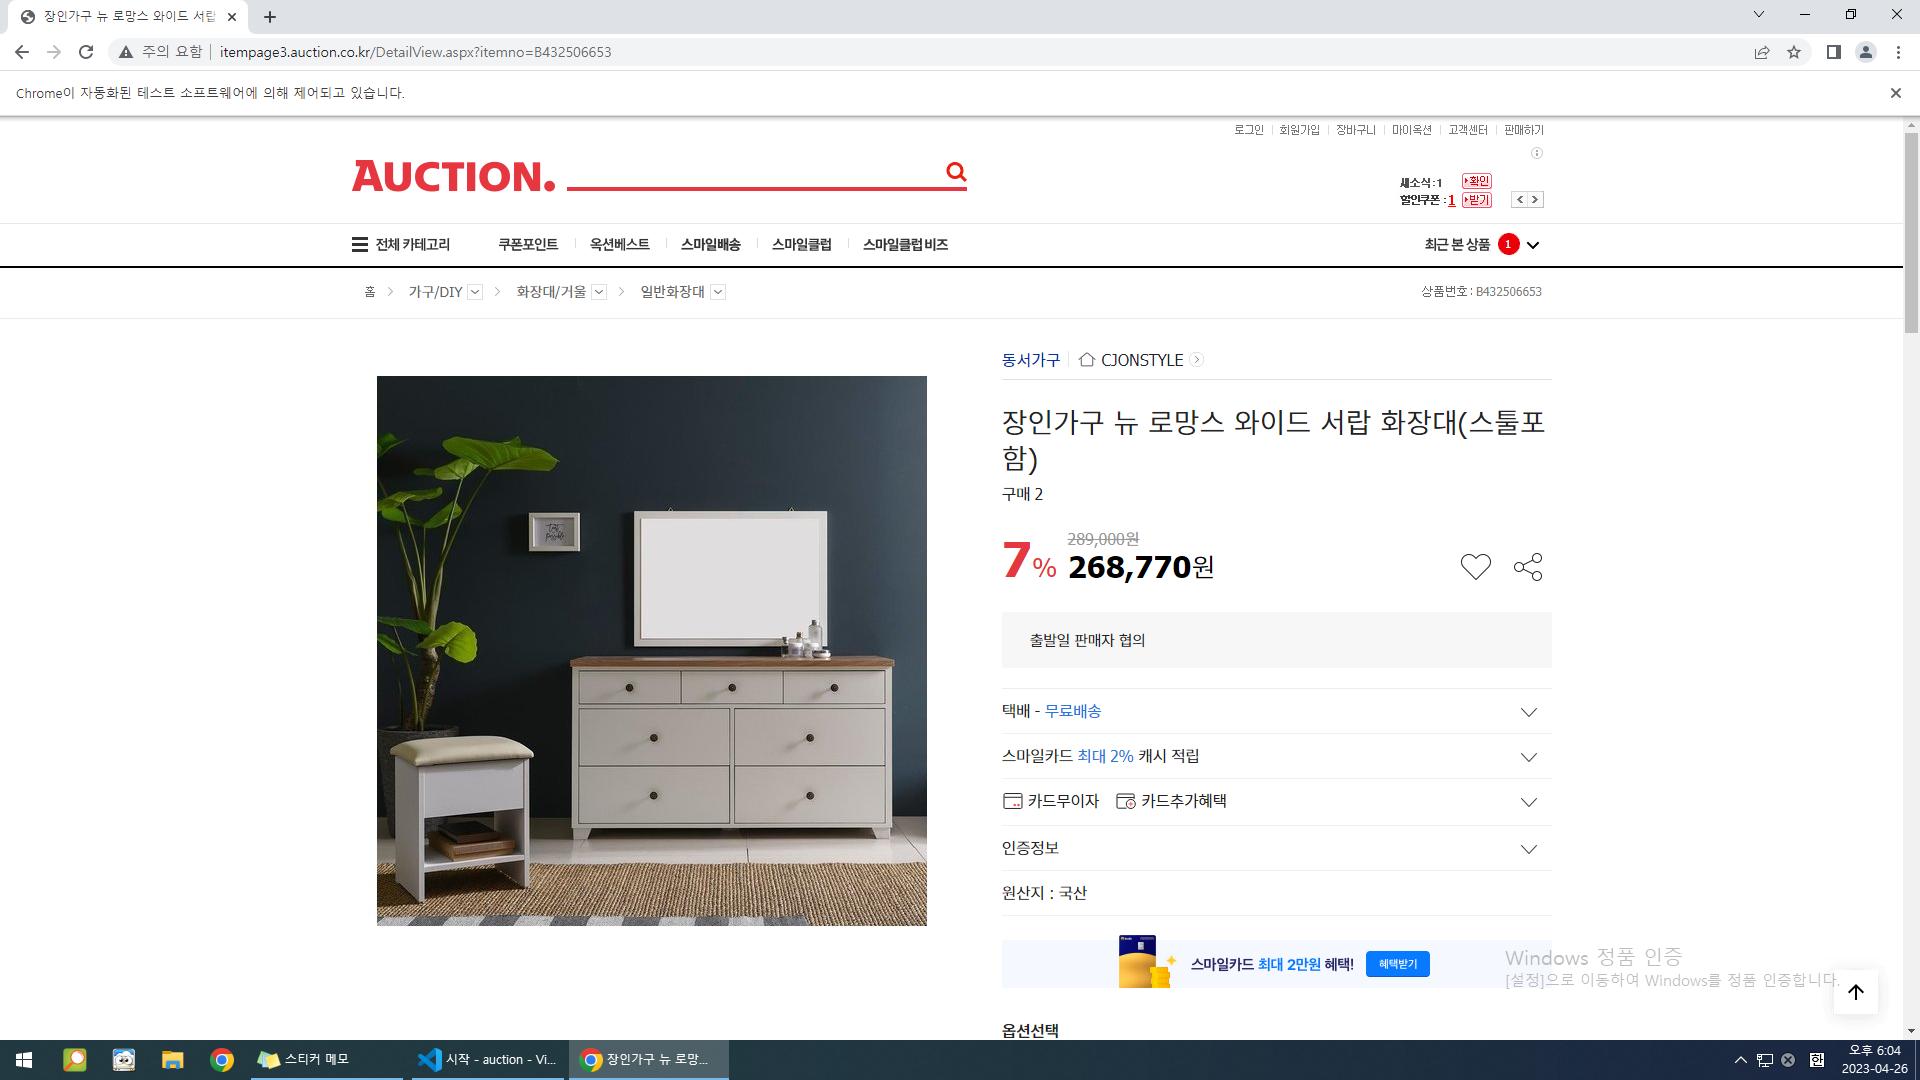 장인가구 뉴 로망스 와이드 서랍
주의 요함
itempage3.auction.co.kr/DetailView.aspx?itemno=B432506653
Chrome이 자동화된 테스트 소프트웨어에 의해 제어되고 있습니다.
로그인 회원가입 장바구니 마이옥션 고객센터 판매하기
AUCTION.
새소식 : 1 확인
할인쿠폰 : 1 받기
전체 카테고리 쿠폰포인트 옥션베스트 스마일배송 스마일클럽 스마일클럽 비즈 최근 본 상품 1
홈 > 가구/DIY > 화장대/거울 > 일반화장대 상품번호 : B432506653
동서가구 CJONSTYLE
장인가구 뉴 로망스 와이드 서랍 화장대(스툴포
함)
구매 2
289,000원
7% 268,770원
출발일 판매자 협의
택배 - 무료배송
스마일카드 최대 2% 캐시 적립
카드무이자 카드추가혜택
인증정보
원산지 : 국산
스마일카드 최대 2만원 혜택! 혜택받기
Windows 정품 인증
[설정]으로 이동하여 Windows를 정품 인증합니다.
옵션선택
스티커 메모
시작 - auction - Vi...
장인가구 뉴 로망...
한
오후 6:04
2023-04-26